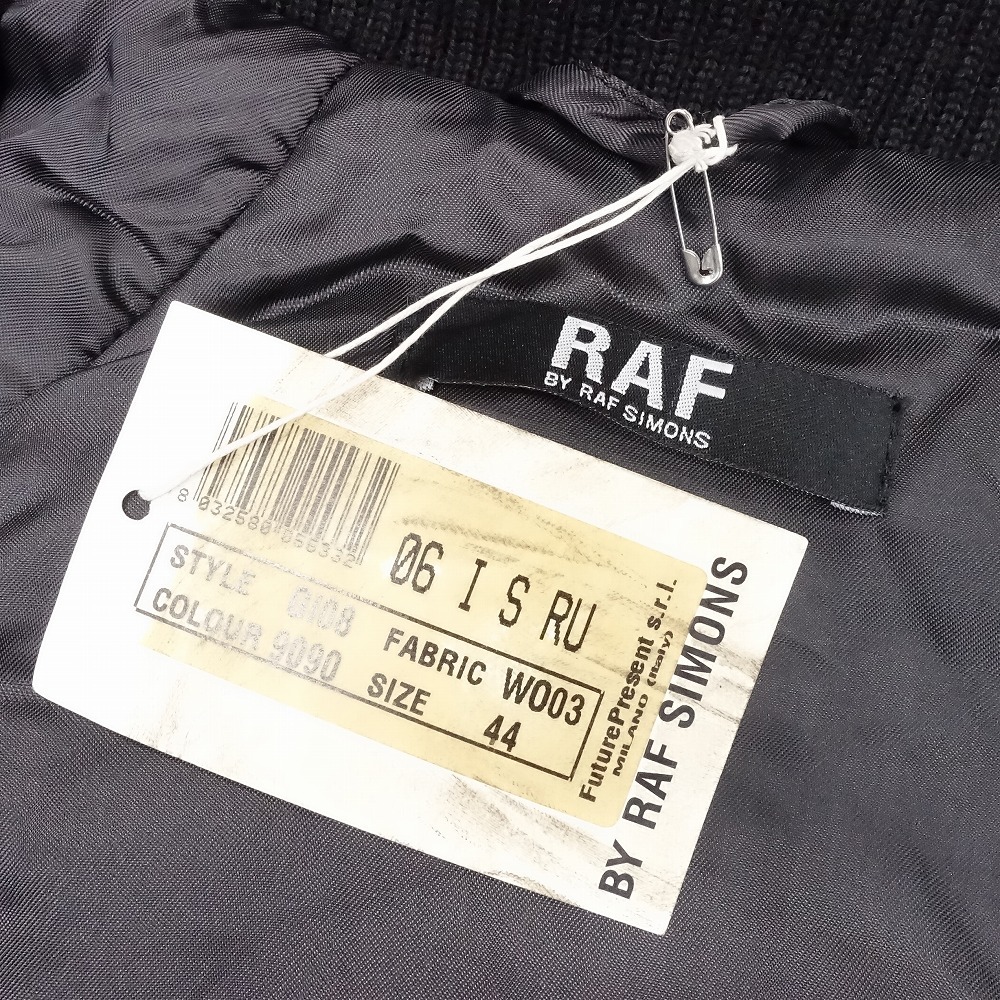 RAF
BY RAF SIMONS
06 I S RU
STYLE GI08 FABRIC W003
COLOUR 9090 SIZE 44
FuturePresent s.r.l.
MILANO (Italy)
BY RAF SIMONS